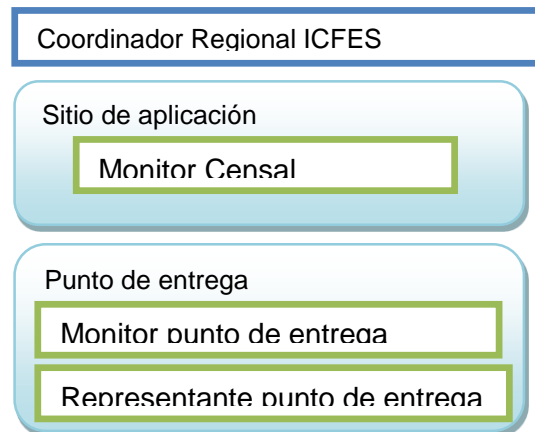 Coordinador Regional ICFES
Sitio de aplicación
Monitor Censal
Punto de entrega
Monitor punto de entrega
Representante punto de entrega